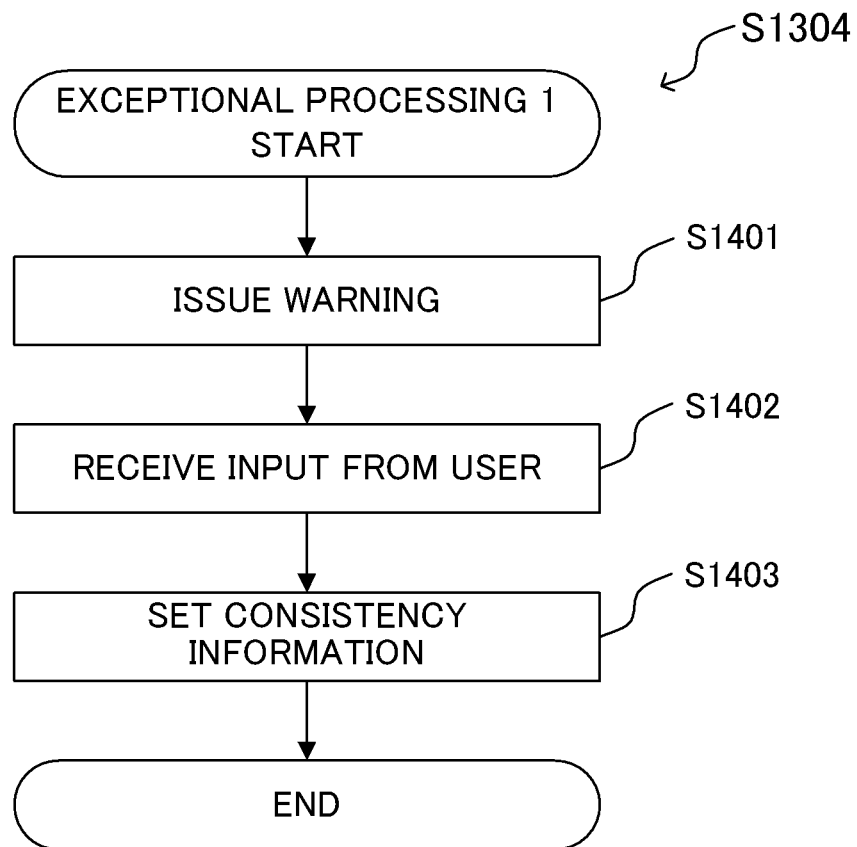 S1304
EXCEPTIONAL PROCESSING 1
START
S1401
ISSUE WARNING
S1402
RECEIVE INPUT FROM USER
S1403
SET CONSISTENCY
INFORMATION
END